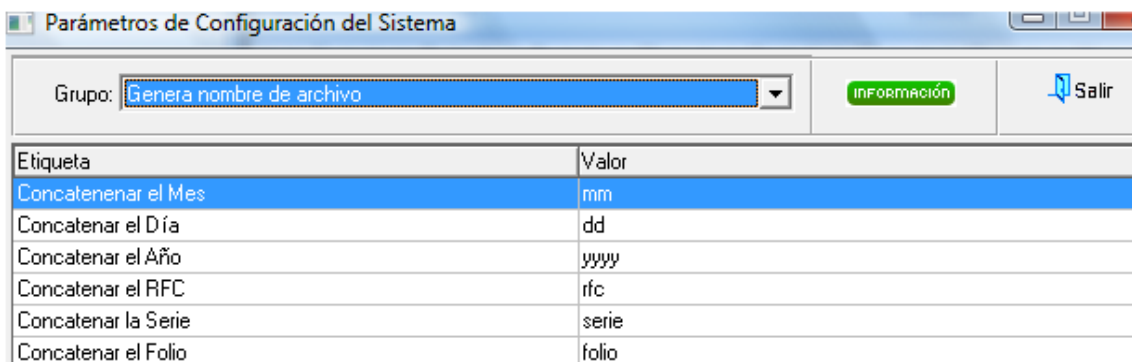 Parámetros de Configuración del Sistema
Grupo: Genera nombre de archivo INFORMACIÓN Salir
Etiqueta Valor
Concatenenar el Mes mm
Concatenar el Día dd
Concatenar el Año yyyy
Concatenar el RFC rfc
Concatenar la Serie serie
Concatenar el Folio folio